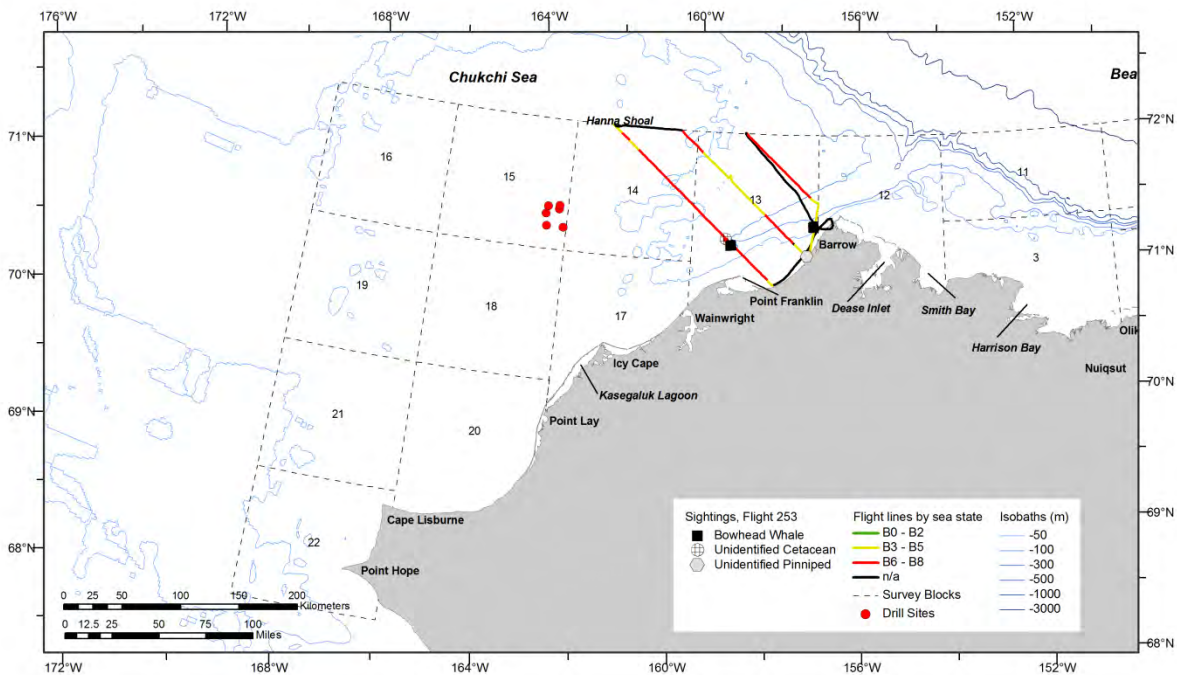 176°W
172°W
168°W
164°W
160°W
156°W
152°W
Chukchi Sea
Bea
71°N
72°N
Hanna Shoal
16
15
14
13
12
11
Barrow
71°N
70°N
3
19
18
17
Point Franklin
Wainwright
Dease Inlet
Smith Bay
Harrison Bay
Olik
Icy Cape
Nuiqsut
Kasegaluk Lagoon
70°N
69°N
21
20
Point Lay
Cape Lisburne
69°N
22
68°N
Point Hope
Sightings, Flight 253
Bowhead Whale
Unidentified Cetacean
Unidentified Pinniped
Flight lines by sea state
B0 - B2
B3 - B5
B6 - B8
n/a
Survey Blocks
Drill Sites
Isobaths (m)
-50
-100
-300
-500
-1000
-3000
0 25 50 100 150 200
Kilometers
0 12.5 25 50 75 100
Miles
68°N
172°W
168°W
164°W
160°W
156°W
152°W